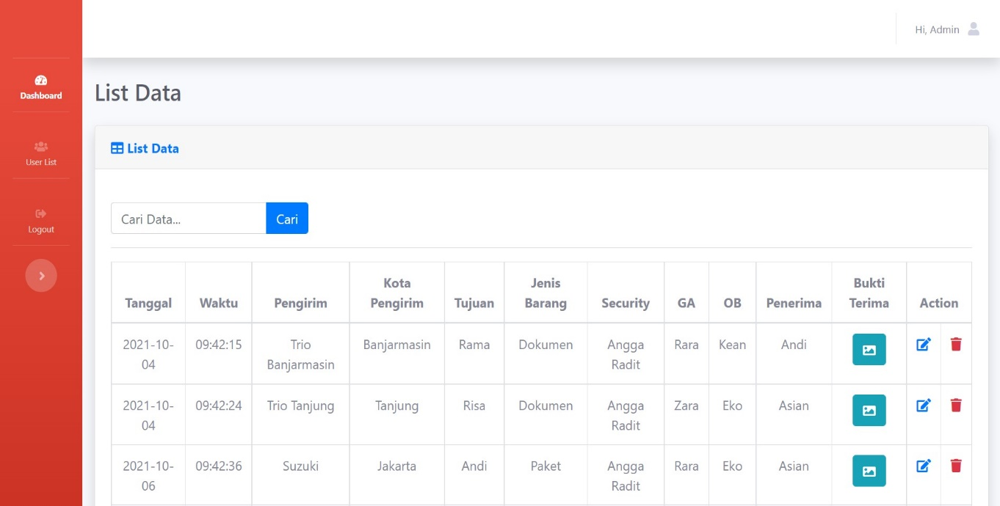 Hi, Admin
Dashboard
User List
Logout
List Data
List Data
Cari Data... Cari
Tanggal Waktu Pengirim Kota Pengirim Tujuan Jenis Barang Security GA OB Penerima Bukti Terima Action
2021-10-04 09:42:15 Trio Banjarmasin Banjarmasin Rama Dokumen Angga Radit Rara Kean Andi
2021-10-04 09:42:24 Trio Tanjung Tanjung Risa Dokumen Angga Radit Zara Eko Asian
2021-10-06 09:42:36 Suzuki Jakarta Andi Paket Angga Radit Rara Eko Asian